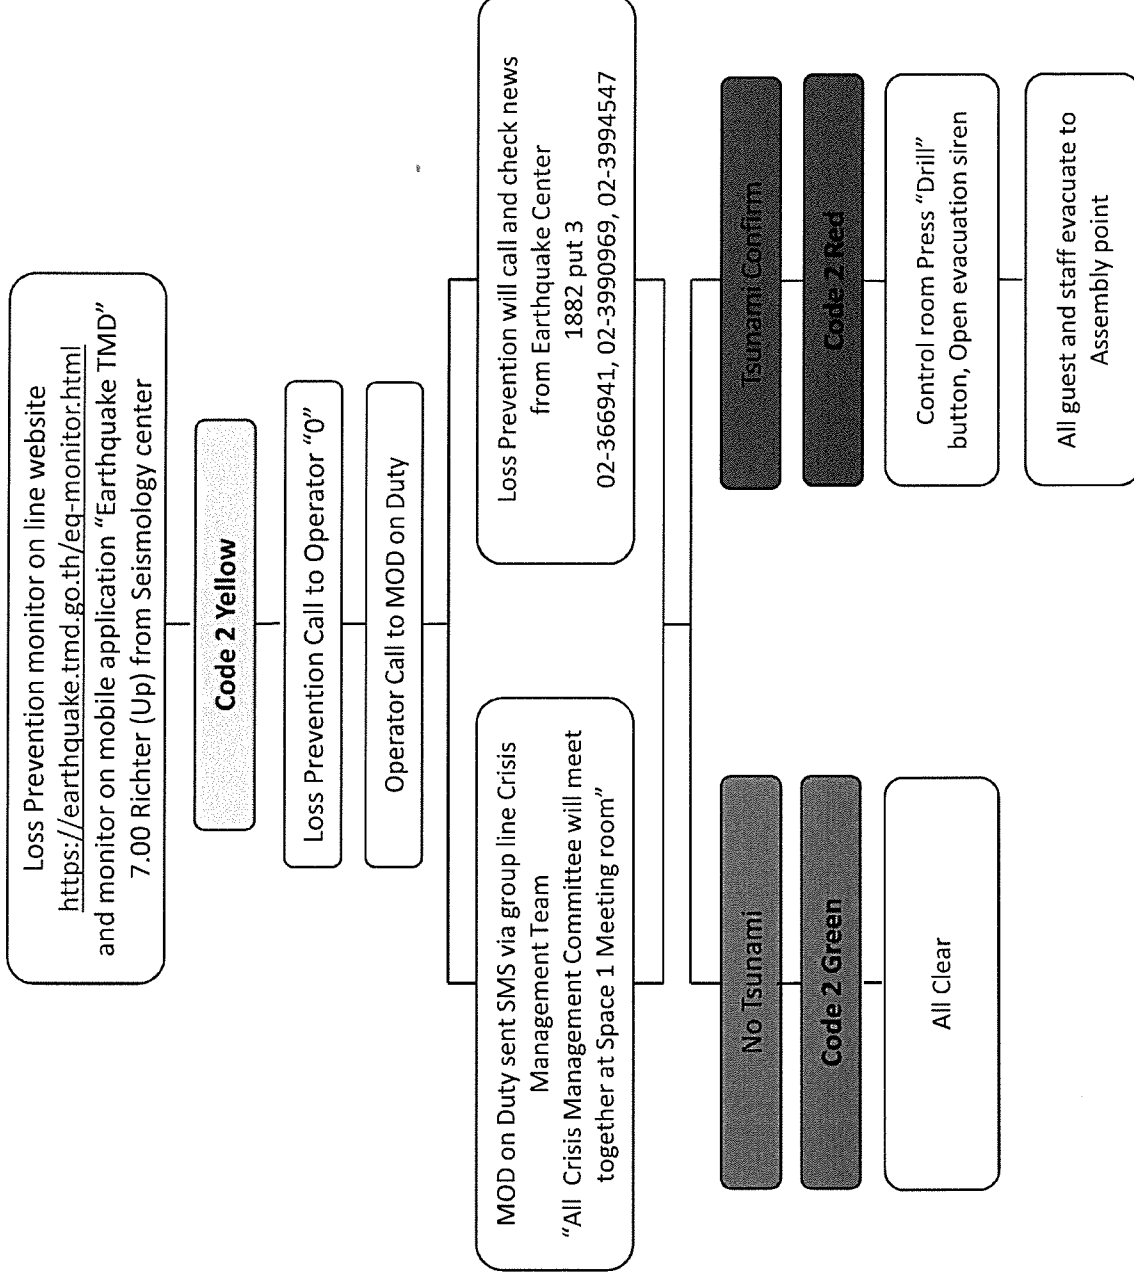 Loss Prevention monitor on line website
https://earthquake.tmd.go.th/eq-monitor.html
and monitor on mobile application “Earthquake TMD”
7.00 Richter (Up) from Seismology center
Code 2 Yellow
Loss Prevention Call to Operator “0”
Operator Call to MOD on Duty
MOD on Duty sent SMS via group line Crisis
Management Team
“All Crisis Management Committee will meet
together at Space 1 Meeting room”
Loss Prevention will call and check news
from Earthquake Center
1882 put 3
02-366941, 02-3990969, 02-3994547
No Tsunami
Code 2 Green
All Clear
Tsunami Confirm
Code 2 Red
Control room Press “Drill”
button, Open evacuation siren
All guest and staff evacuate to
Assembly point